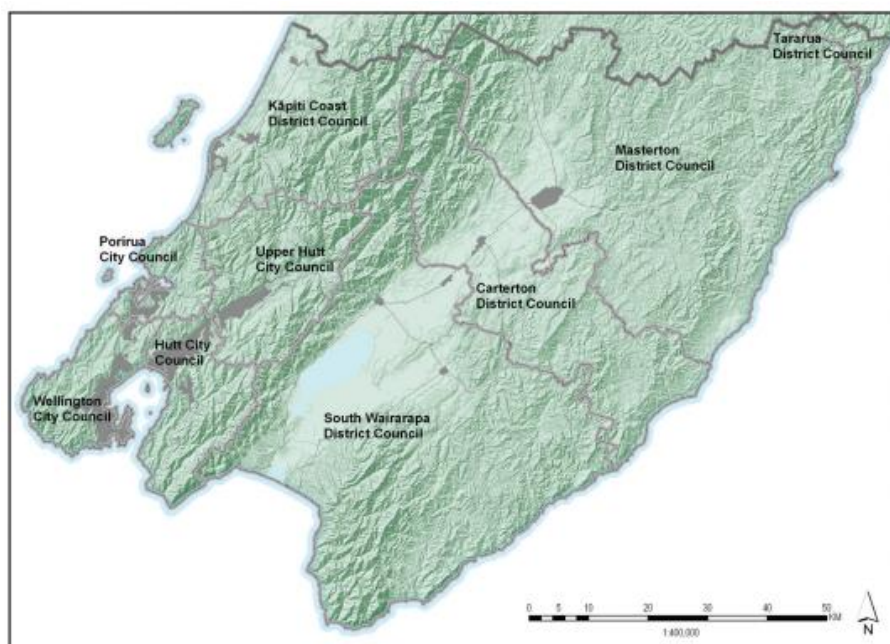 Tararua
District Council
Kāpiti Coast
District Council
Masterton
District Council
Porirua
City Council
Upper Hutt
City Council
Carterton
District Council
Hutt City
Council
Wellington
City Council
South Wairarapa
District Council
0 2 5 10 20 30 40 50
KM
1:400,000
N